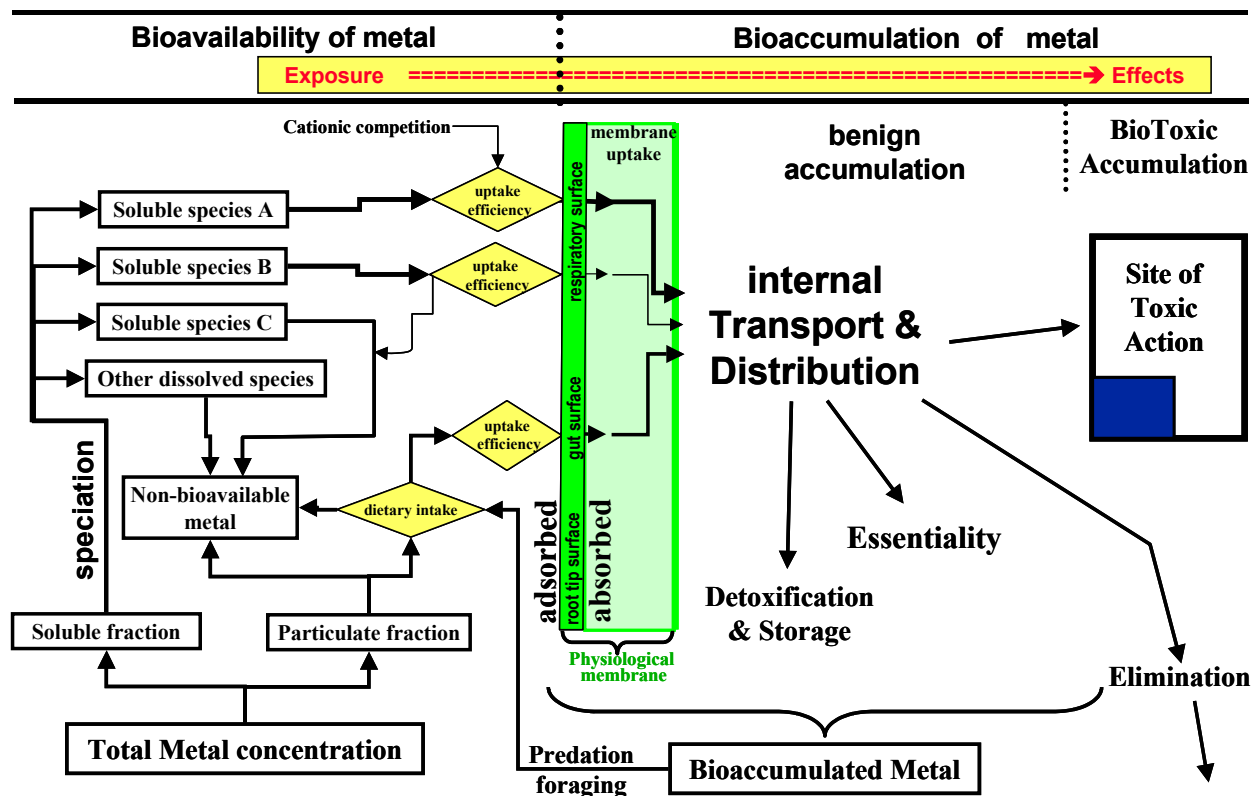 Bioavailability of metal
Bioaccumulation of metal
Exposure ====================================================➔ Effects
Cationic competition
membrane
uptake
benign
accumulation
BioToxic
Accumulation
Soluble species A
uptake
efficiency
respiratory surface
Soluble species B
uptake
efficiency
Soluble species C
Other dissolved species
internal
Transport &
Distribution
Site of
Toxic
Action
uptake
efficiency
gut surface
speciation
Non-bioavailable
metal
dietary intake
adsorbed
root tip surface
absorbed
Essentiality
Detoxification
& Storage
Soluble fraction
Particulate fraction
Physiological
membrane
Elimination
Total Metal concentration
Predation
foraging
Bioaccumulated Metal